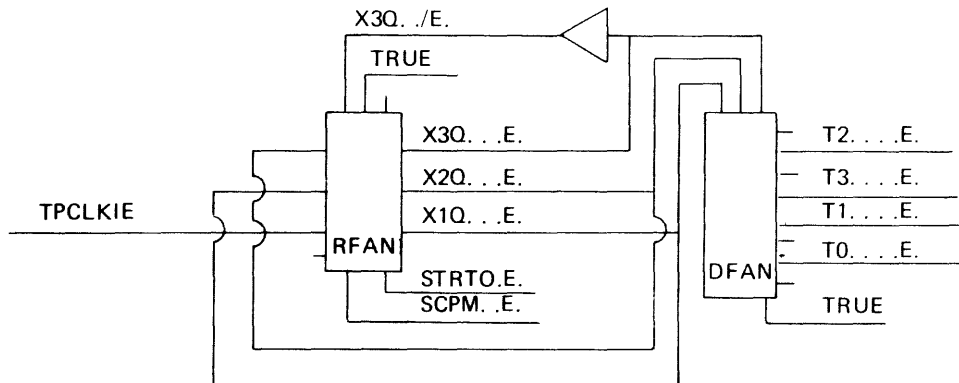 X3Q. ./E.
TRUE
X3Q. . .E.
T2. . . .E.
X2Q. . .E.
T3. . . .E.
TPCLKIE
X1Q. . .E.
T1. . . .E.
RFAN
T0. . . .E.
DFAN
STRTO.E.
SCPM. .E.
TRUE